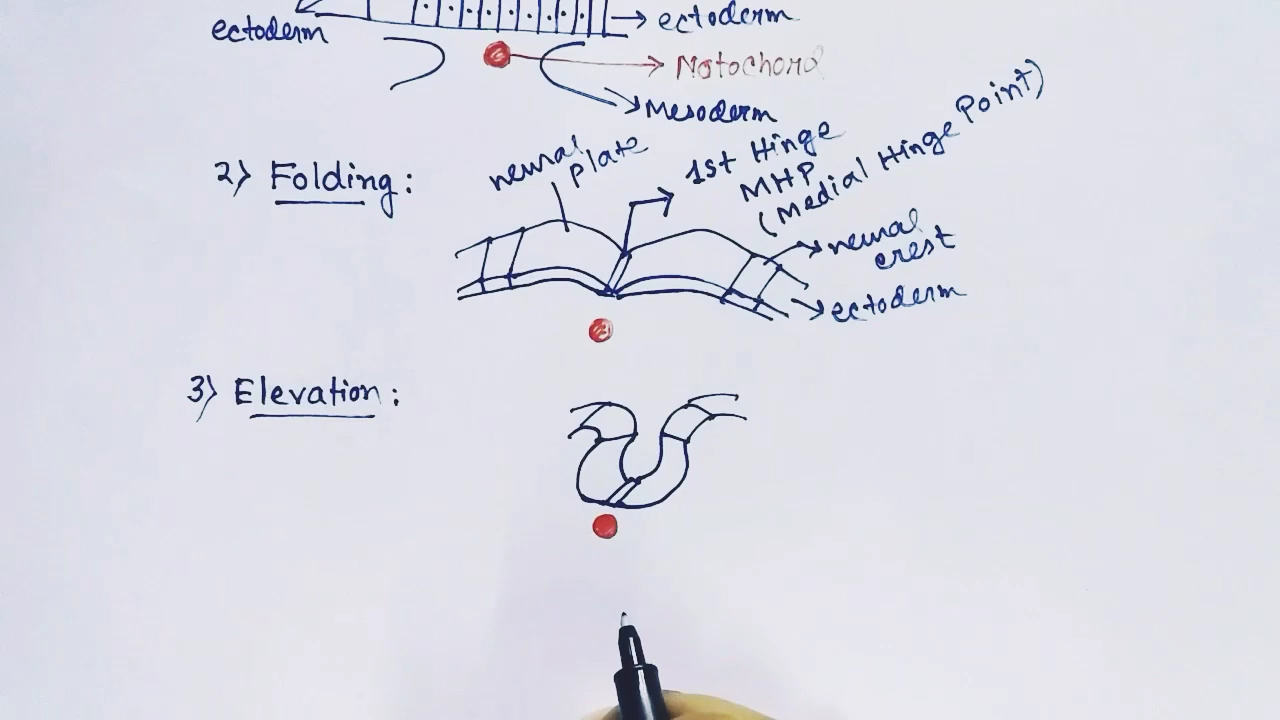 ectoderm
ectoderm
Notochord
Mesoderm
2) Folding:
neural
plate
1st Hinge
MHP
(Medial Hinge Point)
neural
crest
ectoderm
3) Elevation: